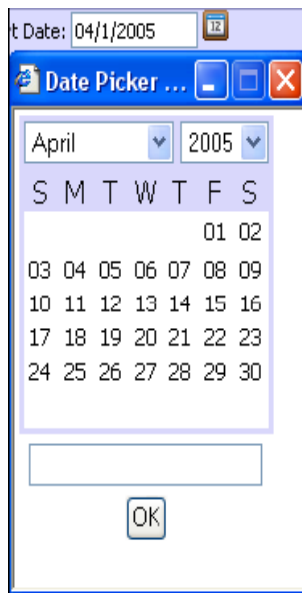 t Date: 04/1/2005 12
Date Picker ...
April 2005
S M T W T F S
01 02
03 04 05 06 07 08 09
10 11 12 13 14 15 16
17 18 19 20 21 22 23
24 25 26 27 28 29 30
OK